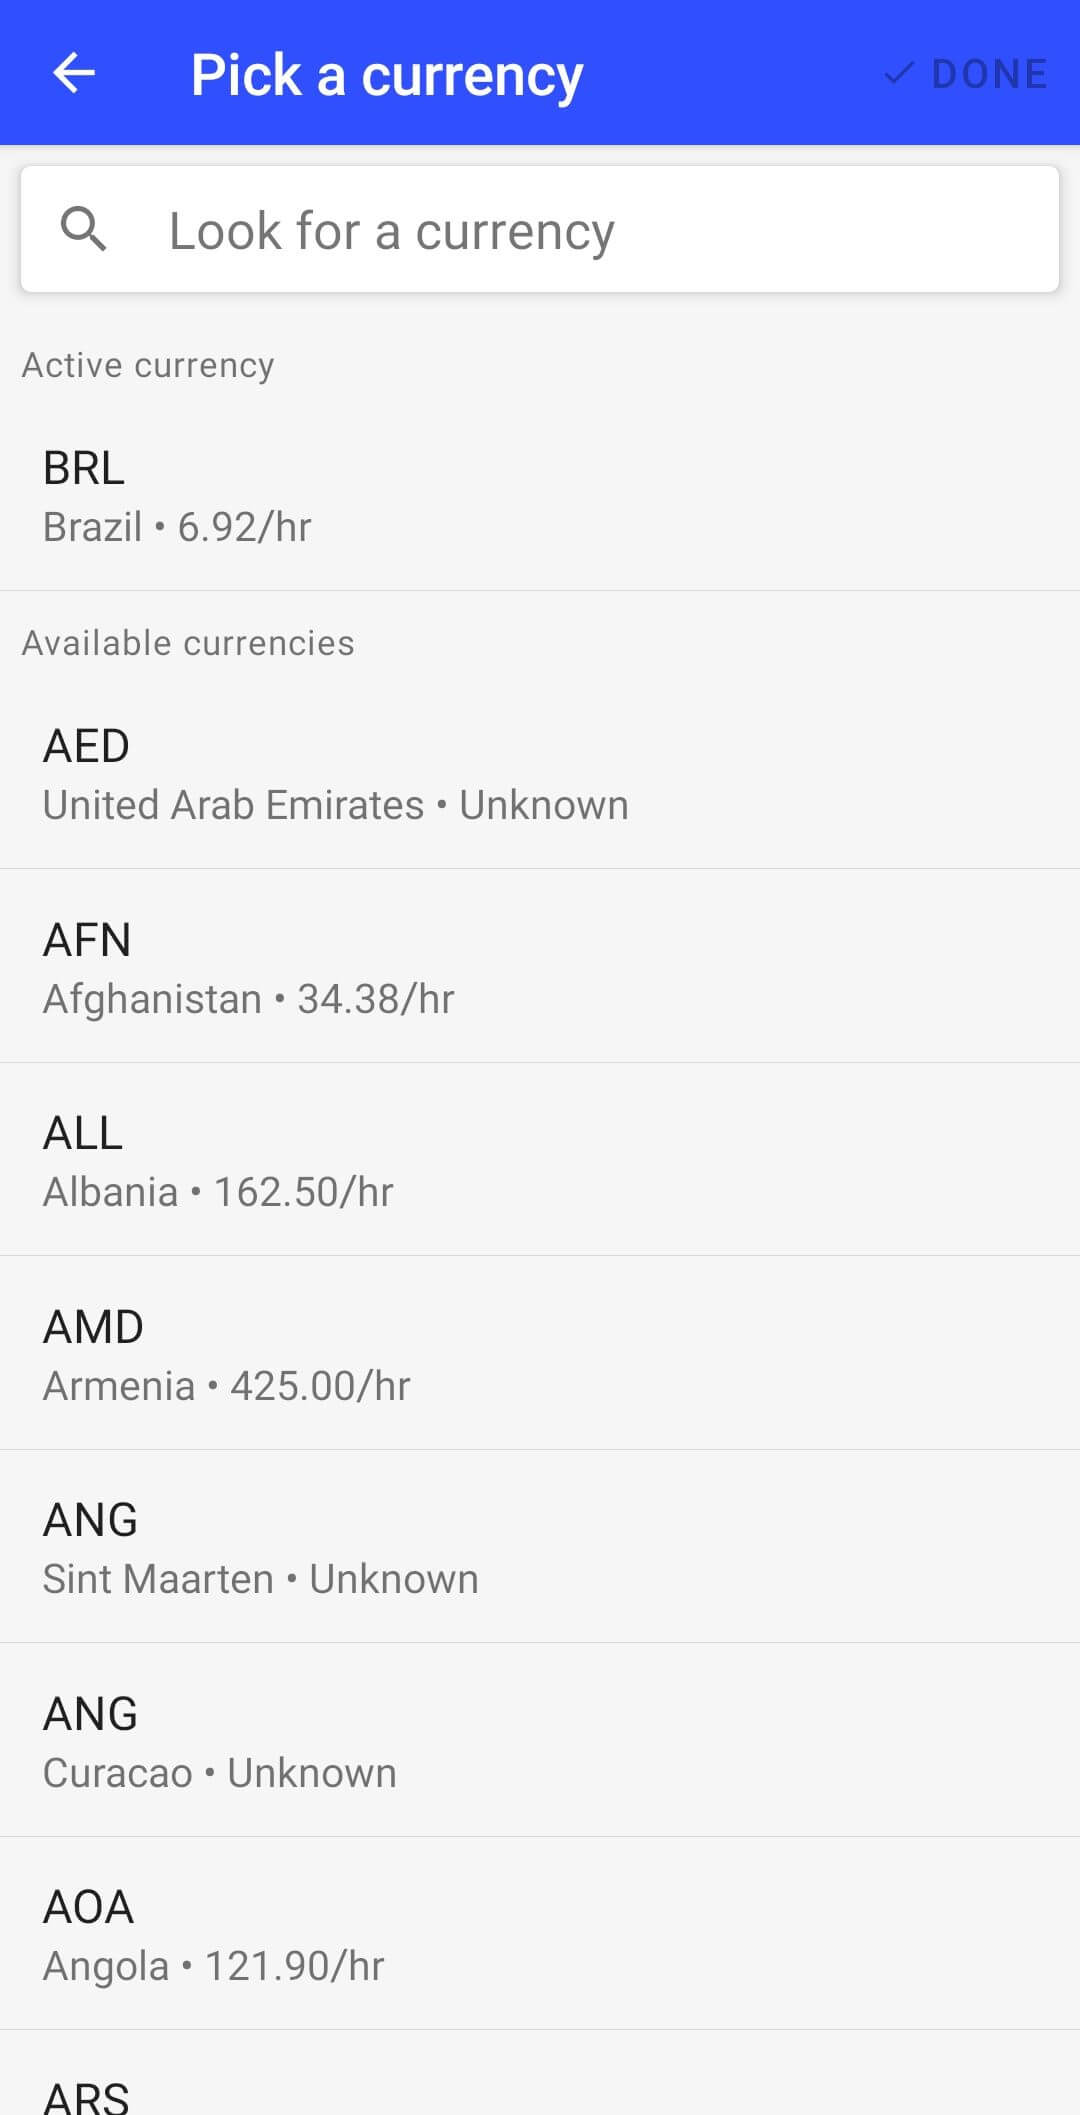 Pick a currency
DONE
Look for a currency
Active currency
BRL
Brazil • 6.92/hr
Available currencies
AED
United Arab Emirates • Unknown
AFN
Afghanistan • 34.38/hr
ALL
Albania • 162.50/hr
AMD
Armenia • 425.00/hr
ANG
Sint Maarten • Unknown
ANG
Curacao • Unknown
AOA
Angola • 121.90/hr
ARS